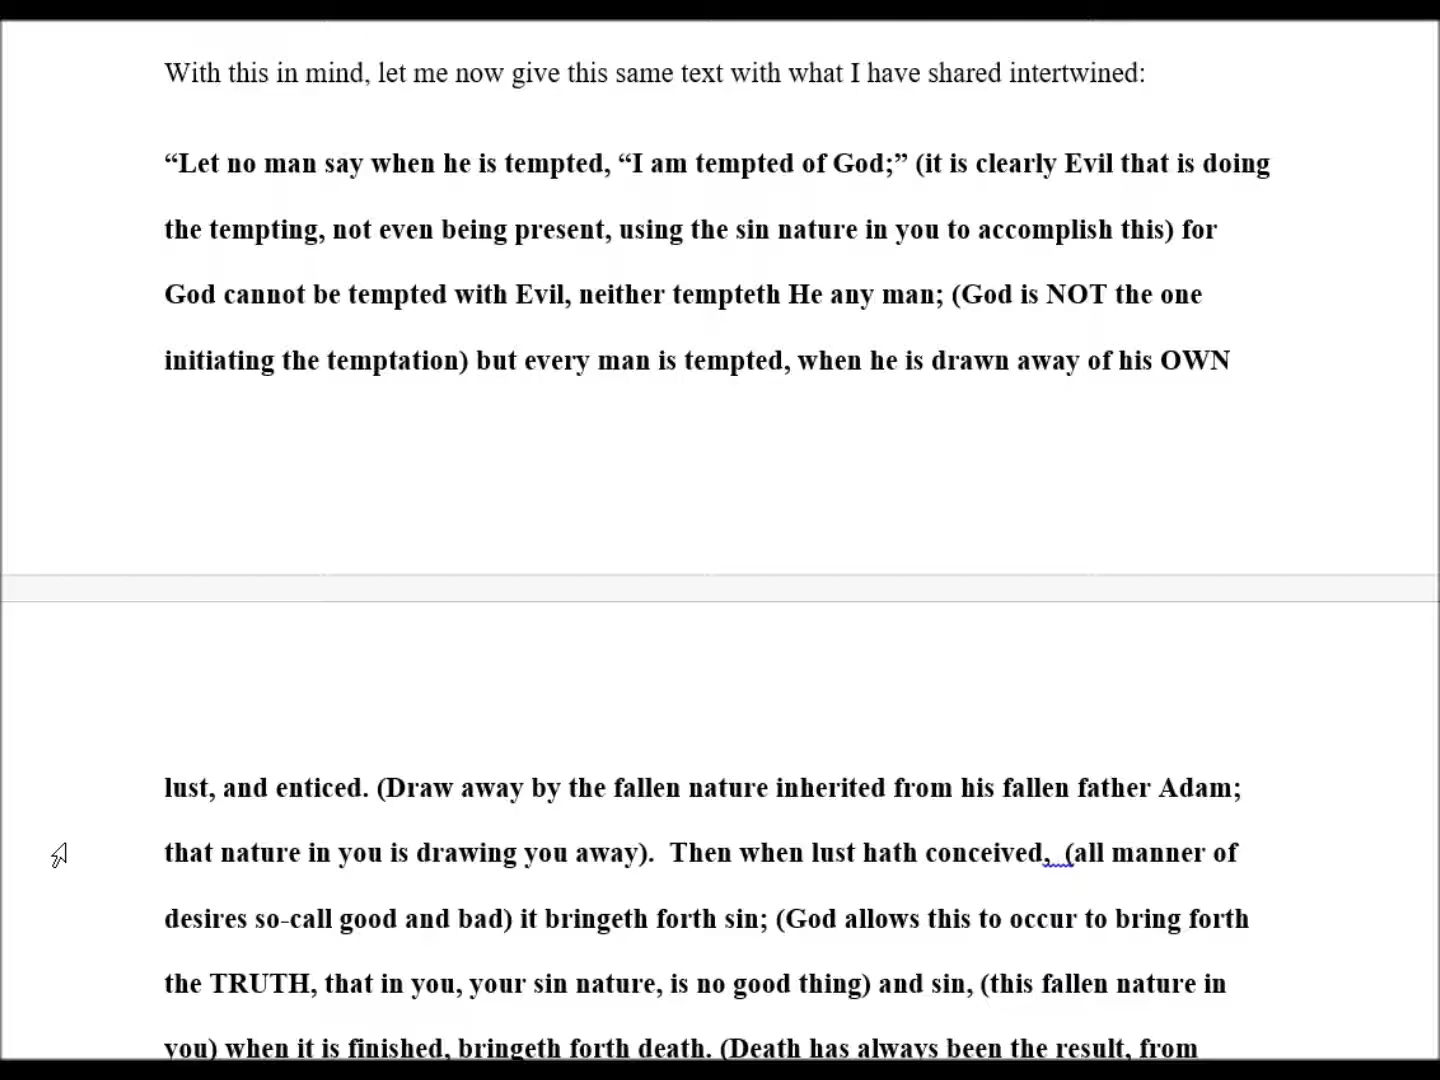 With this in mind, let me now give this same text with what I have shared intertwined:
“Let no man say when he is tempted, “I am tempted of God;” (it is clearly Evil that is doing
the tempting, not even being present, using the sin nature in you to accomplish this) for
God cannot be tempted with Evil, neither tempteth He any man; (God is NOT the one
initiating the temptation) but every man is tempted, when he is drawn away of his OWN
lust, and enticed. (Draw away by the fallen nature inherited from his fallen father Adam;
that nature in you is drawing you away).  Then when lust hath conceived,  (all manner of
desires so-call good and bad) it bringeth forth sin; (God allows this to occur to bring forth
the TRUTH, that in you, your sin nature, is no good thing) and sin, (this fallen nature in
you) when it is finished, bringeth forth death. (Death has always been the result, from